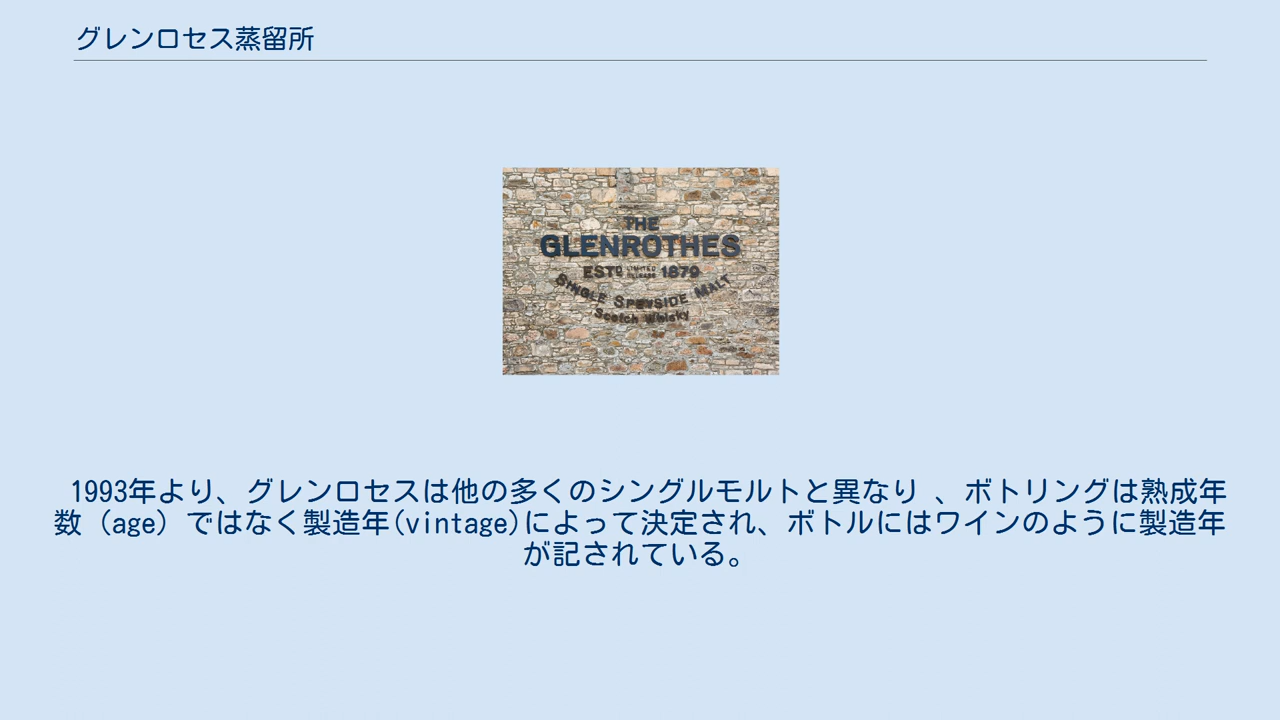 グレンロセス蒸留所
THE
GLENROTHES
ESTD LIMITED RELEASE 1879
SINGLE SPEYSIDE MALT
Scotch Whisky
1993年より、グレンロセスは他の多くのシングルモルトと異なり 、ボトリングは熟成年
数（age）ではなく製造年(vintage)によって決定され、ボトルにはワインのように製造年
が記されている。